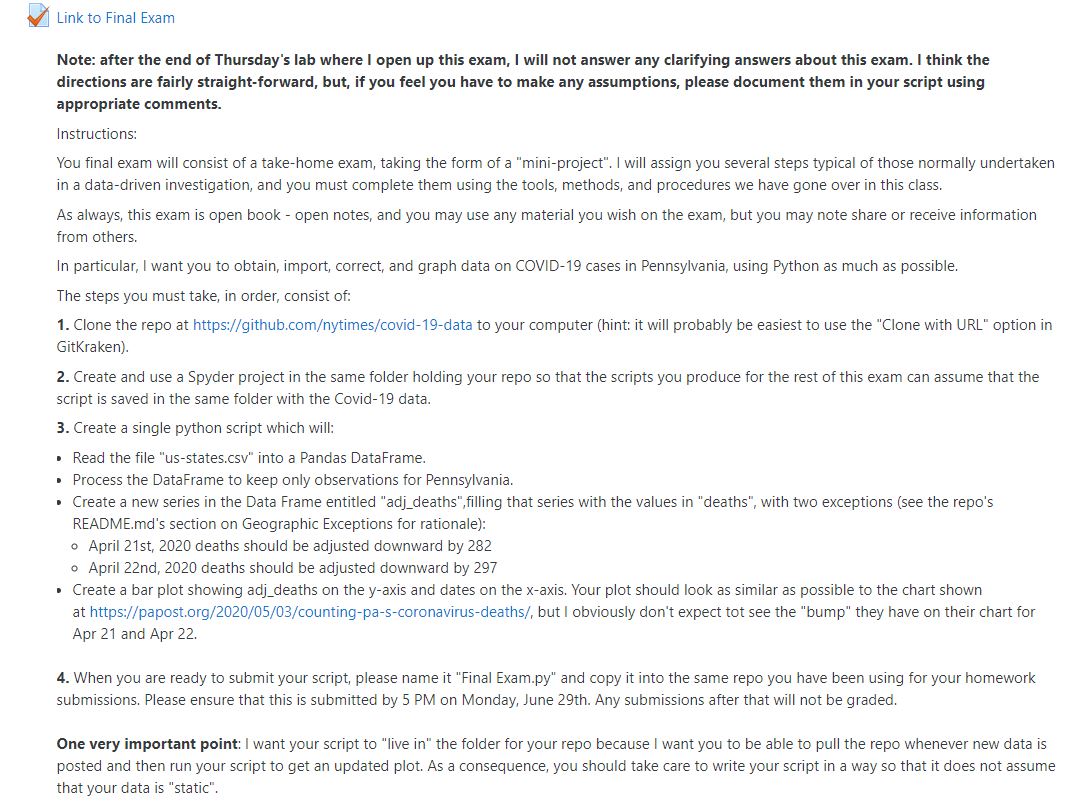 Link to Final Exam
Note: after the end of Thursday's lab where I open up this exam, I will not answer any clarifying answers about this exam. I think the
directions are fairly straight-forward, but, if you feel you have to make any assumptions, please document them in your script using
appropriate comments.
Instructions:
You final exam will consist of a take-home exam, taking the form of a "mini-project". I will assign you several steps typical of those normally undertaken
in a data-driven investigation, and you must complete them using the tools, methods, and procedures we have gone over in this class.
As always, this exam is open book - open notes, and you may use any material you wish on the exam, but you may note share or receive information
from others.
In particular, I want you to obtain, import, correct, and graph data on COVID-19 cases in Pennsylvania, using Python as much as possible.
The steps you must take, in order, consist of:
1. Clone the repo at https://github.com/nytimes/covid-19-data to your computer (hint: it will probably be easiest to use the "Clone with URL" option in
GitKraken).
2. Create and use a Spyder project in the same folder holding your repo so that the scripts you produce for the rest of this exam can assume that the
script is saved in the same folder with the Covid-19 data.
3. Create a single python script which will:
• Read the file "us-states.csv" into a Pandas DataFrame.
• Process the DataFrame to keep only observations for Pennsylvania.
• Create a new series in the Data Frame entitled "adj_deaths",filling that series with the values in "deaths", with two exceptions (see the repo's
README.md's section on Geographic Exceptions for rationale):
○ April 21st, 2020 deaths should be adjusted downward by 282
○ April 22nd, 2020 deaths should be adjusted downward by 297
• Create a bar plot showing adj_deaths on the y-axis and dates on the x-axis. Your plot should look as similar as possible to the chart shown
at https://papost.org/2020/05/03/counting-pa-s-coronavirus-deaths/, but I obviously don't expect tot see the "bump" they have on their chart for
Apr 21 and Apr 22.
4. When you are ready to submit your script, please name it "Final Exam.py" and copy it into the same repo you have been using for your homework
submissions. Please ensure that this is submitted by 5 PM on Monday, June 29th. Any submissions after that will not be graded.
One very important point: I want your script to "live in" the folder for your repo because I want you to be able to pull the repo whenever new data is
posted and then run your script to get an updated plot. As a consequence, you should take care to write your script in a way so that it does not assume
that your data is "static".